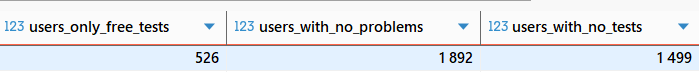 123 users_only_free_tests 123 users_with_no_problems 123 users_with_no_tests
526 1 892 1 499